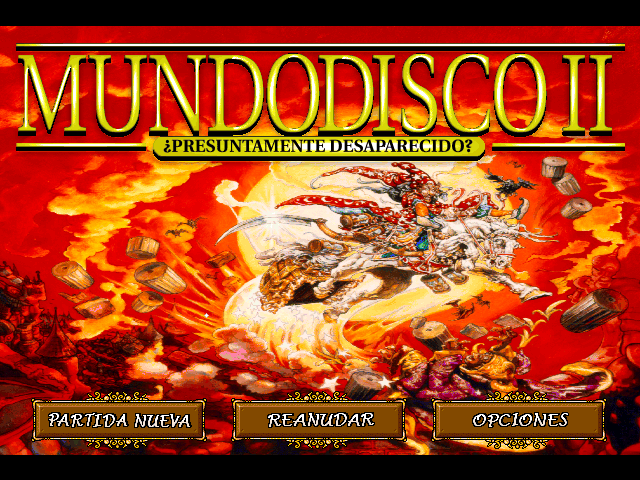 MUNDODISCO II
¿PRESUNTAMENTE DESAPARECIDO?
PARTIDA NUEVA
REANUDAR
OPCIONES